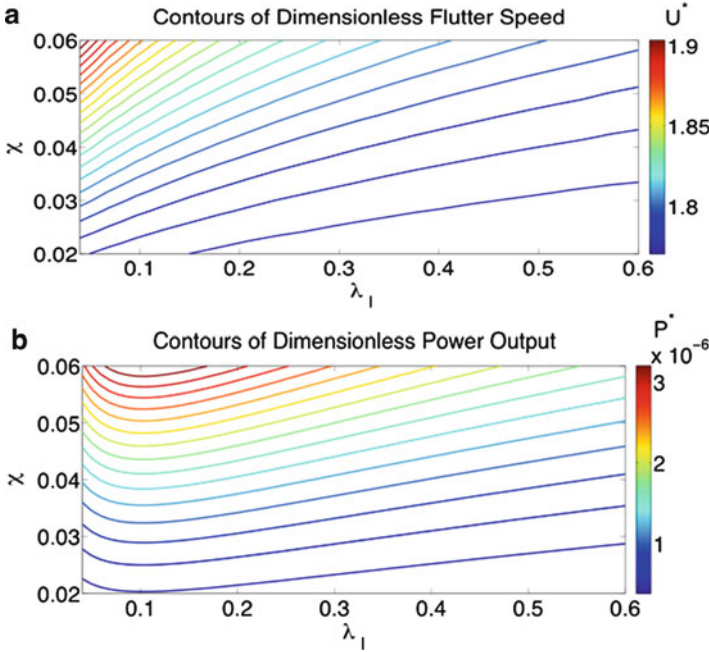 a
Contours of Dimensionless Flutter Speed
U*
0.06
0.05
0.04
0.03
0.02
χ
0.1 0.2 0.3 0.4 0.5 0.6
λ_l
1.9
1.85
1.8
b
Contours of Dimensionless Power Output
P*
x 10^-6
0.06
0.05
0.04
0.03
0.02
χ
0.1 0.2 0.3 0.4 0.5 0.6
λ_l
3
2
1